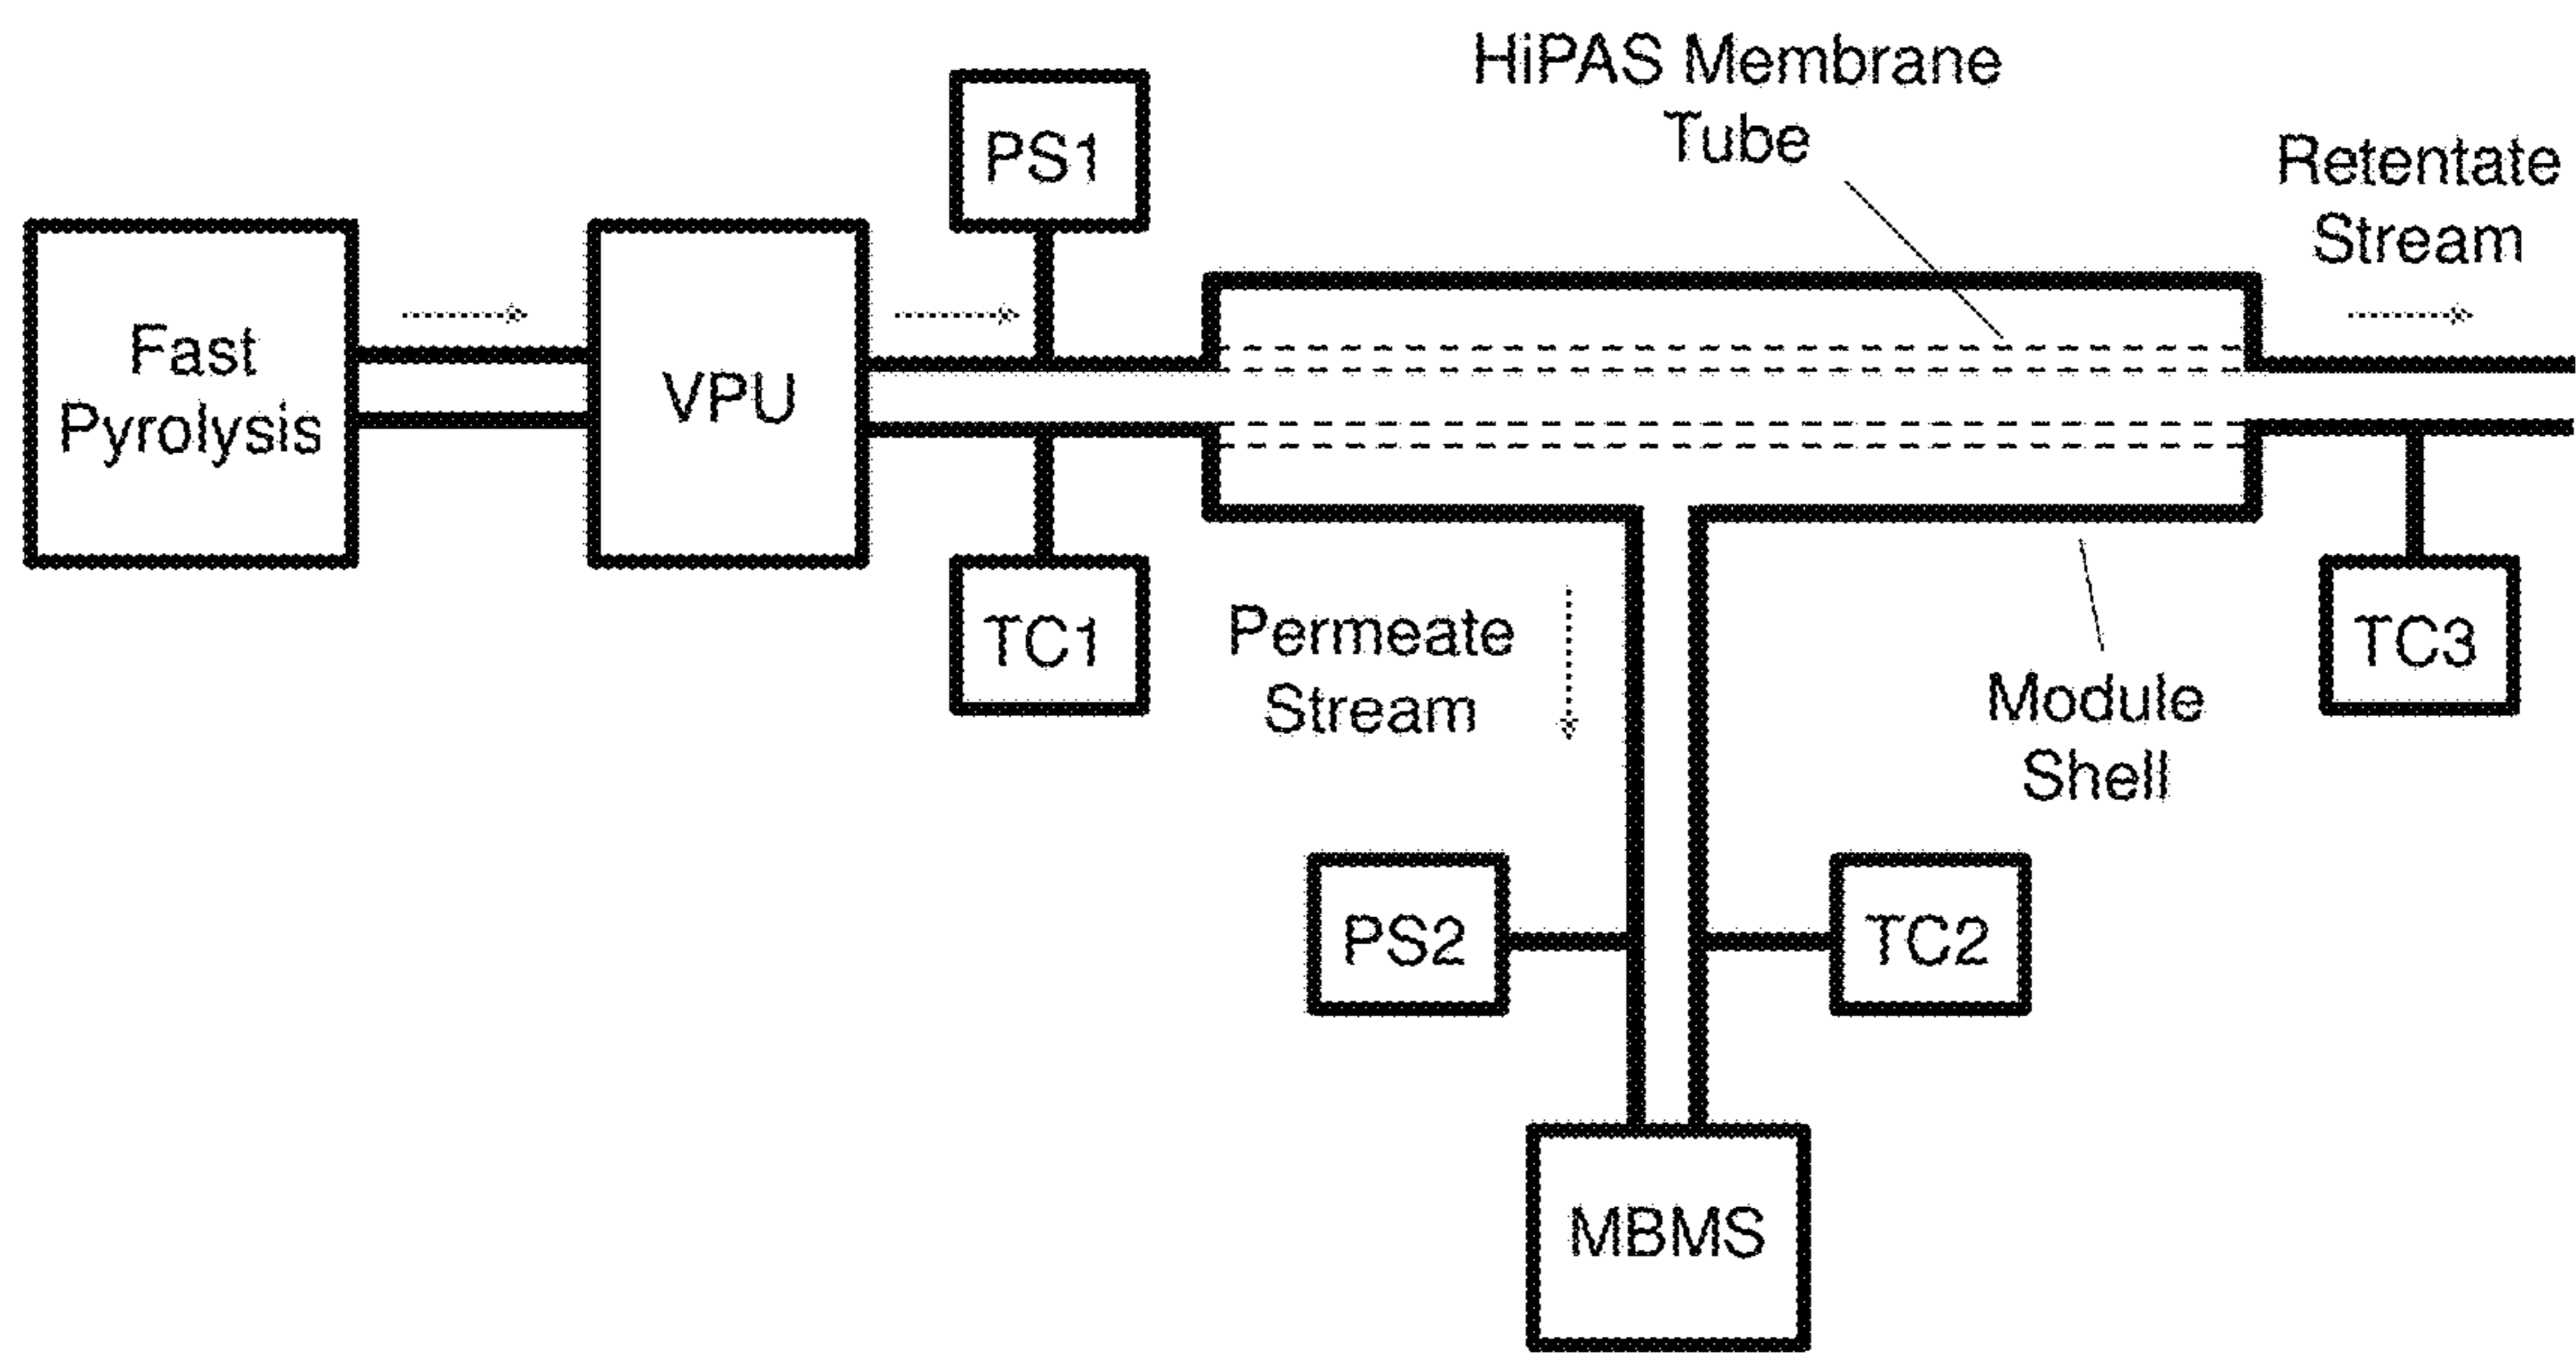 HiPAS Membrane
Tube
PS1
Retentate
Stream
Fast
Pyrolysis
VPU
TC1
Permeate
Stream
TC3
Module
Shell
PS2
TC2
MBMS